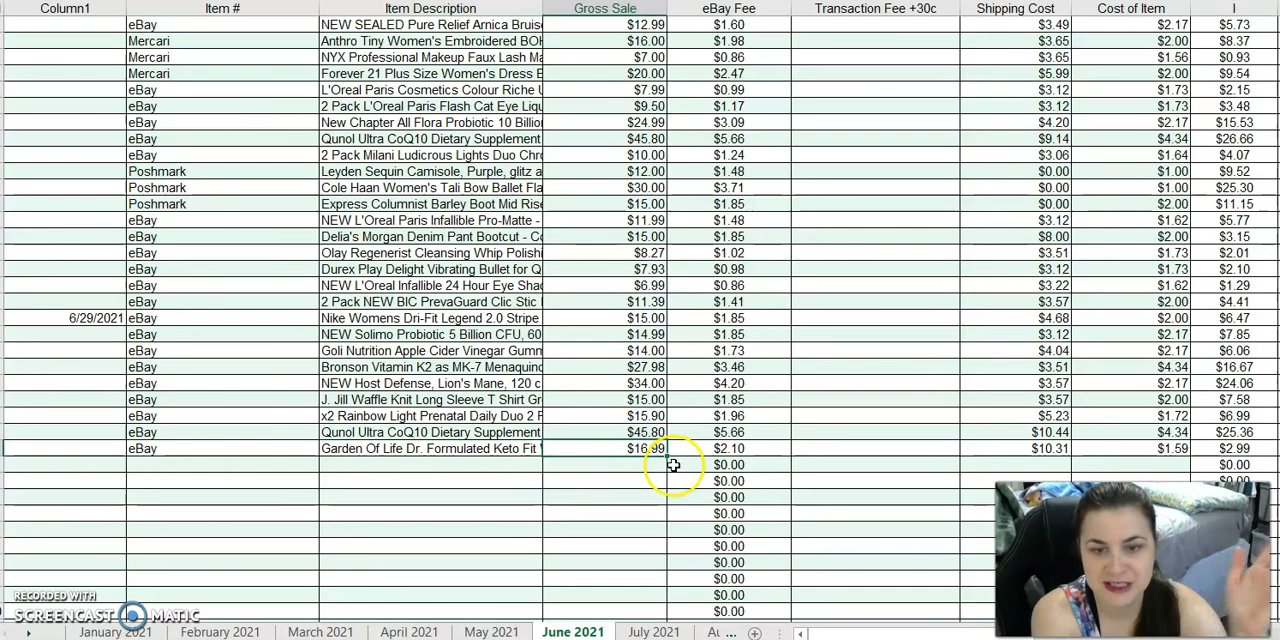 Column1 Item # Item Description Gross Sale eBay Fee Transaction Fee +30c Shipping Cost Cost of Item I
eBay NEW SEALED Pure Relief Arnica Bruis $12.99 $1.60 $3.49 $2.17 $5.73
Mercari Anthro Tiny Women's Embroidered BOH $16.00 $1.98 $3.65 $2.00 $8.37
Mercari NYX Professional Makeup Faux Lash Ma $7.00 $0.86 $3.65 $1.56 $0.93
Mercari Forever 21 Plus Size Women's Dress E $20.00 $2.47 $5.99 $2.00 $9.54
eBay L'Oreal Paris Cosmetics Colour Riche $7.99 $0.99 $3.12 $1.73 $2.15
eBay 2 Pack L'Oreal Paris Flash Cat Eye Liqu $9.50 $1.17 $3.12 $1.73 $3.48
eBay New Chapter All Flora Probiotic 10 Billion $24.99 $3.09 $4.20 $2.17 $15.53
eBay Qunol Ultra CoQ10 Dietary Supplement $45.80 $5.66 $9.14 $4.34 $26.66
eBay 2 Pack Milani Ludicrous Lights Duo Chr $10.00 $1.24 $3.06 $1.64 $4.07
Poshmark Leyden Sequin Camisole, Purple, glitz a $12.00 $1.48 $0.00 $1.00 $9.52
Poshmark Cole Haan Women's Tali Bow Ballet Fla $30.00 $3.71 $0.00 $1.00 $25.30
Poshmark Express Columnist Barley Boot Mid Rise $15.00 $1.85 $0.00 $2.00 $11.15
eBay NEW L'Oreal Paris Infallible Pro-Matte - $11.99 $1.48 $3.12 $1.62 $5.77
eBay Delia's Morgan Denim Pant Bootcut - Co $15.00 $1.85 $8.00 $2.00 $3.15
eBay Olay Regenerist Cleansing Whip Polishi $8.27 $1.02 $3.51 $1.73 $2.01
eBay Durex Play Delight Vibrating Bullet for Q $7.93 $0.98 $3.12 $1.73 $2.10
eBay NEW L'Oreal Infallible 24 Hour Eye Shad $6.99 $0.86 $3.22 $1.62 $1.29
eBay 2 Pack NEW BIC PrevaGuard Clic Stic $11.39 $1.41 $3.57 $2.00 $4.41
6/29/2021 eBay Nike Womens Dri-Fit Legend 2.0 Stripe $15.00 $1.85 $4.68 $2.00 $6.47
eBay NEW Solimo Probiotic 5 Billion CFU, 60 $14.99 $1.85 $3.12 $2.17 $7.85
eBay Goli Nutrition Apple Cider Vinegar Gumm $14.00 $1.73 $4.04 $2.17 $6.06
eBay Bronson Vitamin K2 as MK-7 Menaquino $27.98 $3.46 $3.51 $4.34 $16.67
eBay NEW Host Defense, Lion's Mane, 120 c $34.00 $4.20 $3.57 $2.17 $24.06
eBay J. Jill Waffle Knit Long Sleeve T Shirt Gr $15.00 $1.85 $3.57 $2.00 $7.58
eBay x2 Rainbow Light Prenatal Daily Duo 2 P $15.90 $1.96 $5.23 $1.72 $6.99
eBay Qunol Ultra CoQ10 Dietary Supplement $45.80 $5.66 $10.44 $4.34 $25.36
eBay Garden Of Life Dr. Formulated Keto Fit $16.99 $2.10 $10.31 $1.59 $2.99
$0.00 $0.00
$0.00 $0.00
$0.00
$0.00
$0.00
$0.00
$0.00
$0.00
$0.00
$0.00
RECORDED WITH
SCREENCAST MATIC
January 2021 February 2021 March 2021 April 2021 May 2021 June 2021 July 2021 Au ...